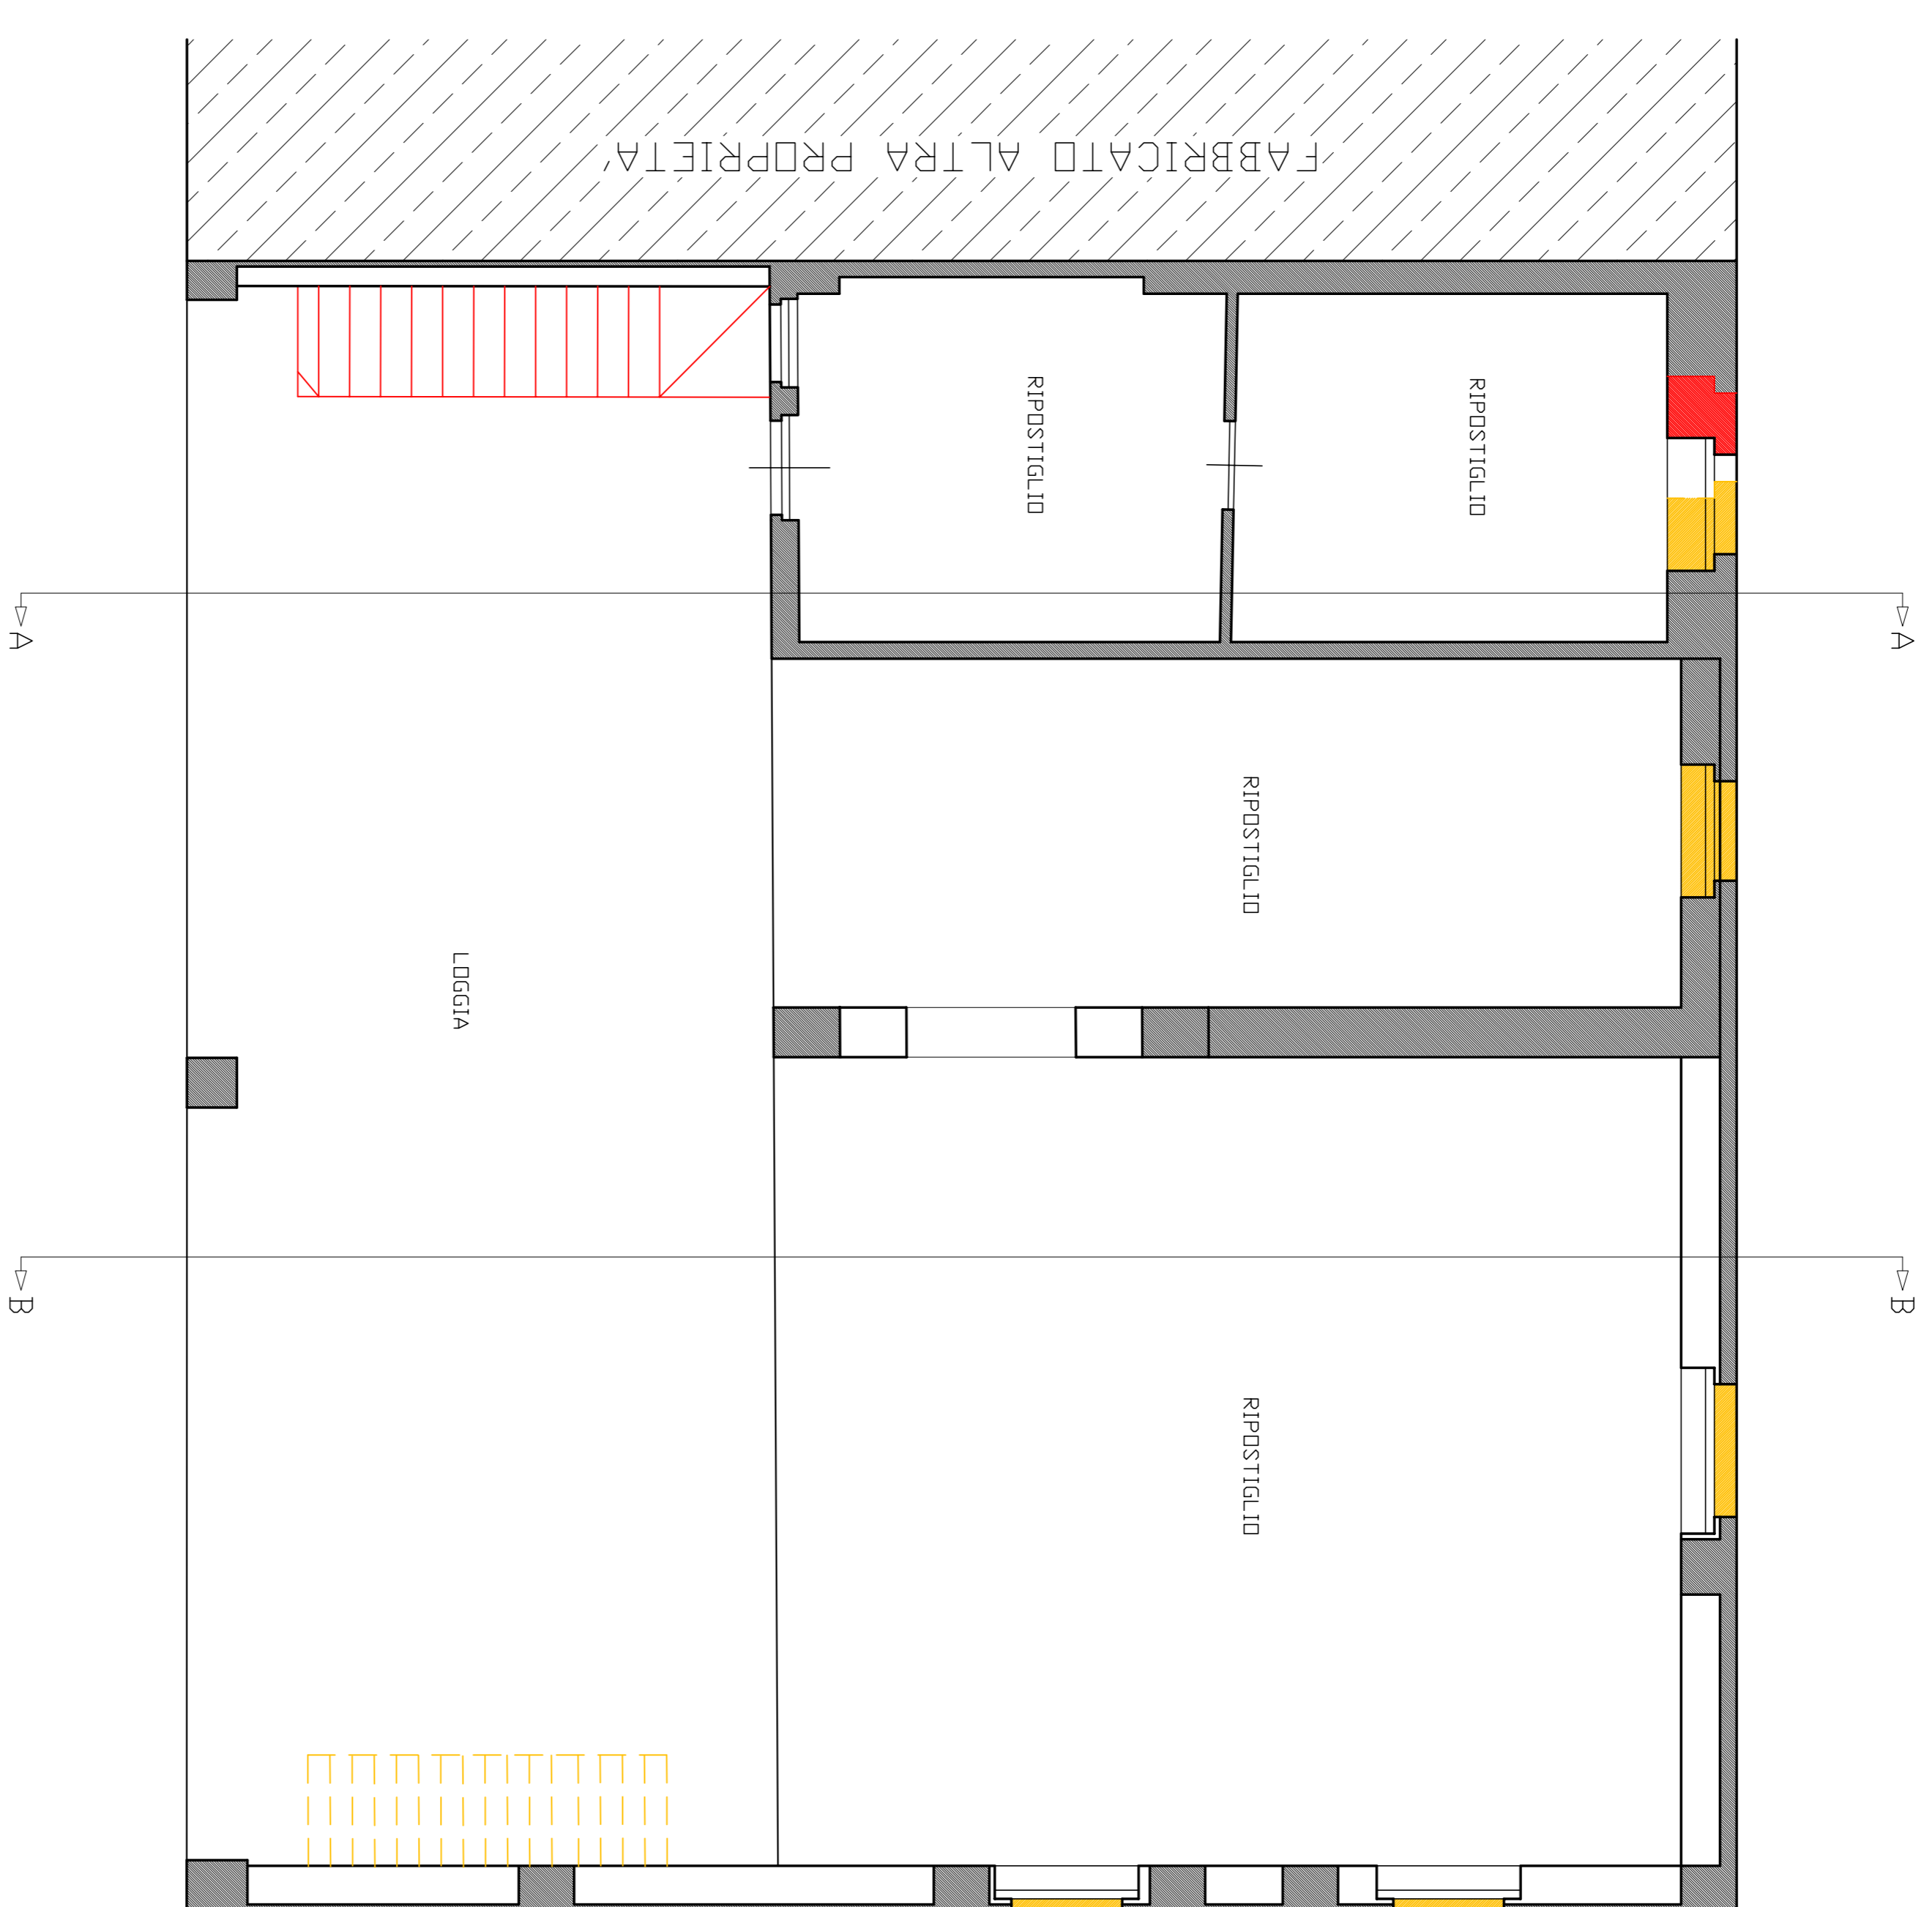 FABBRICATO ALTRA PROPRIETA'
RIPOSTIGLIO
RIPOSTIGLIO
A
A
RIPOSTIGLIO
LOGGIA
B
B
RIPOSTIGLIO